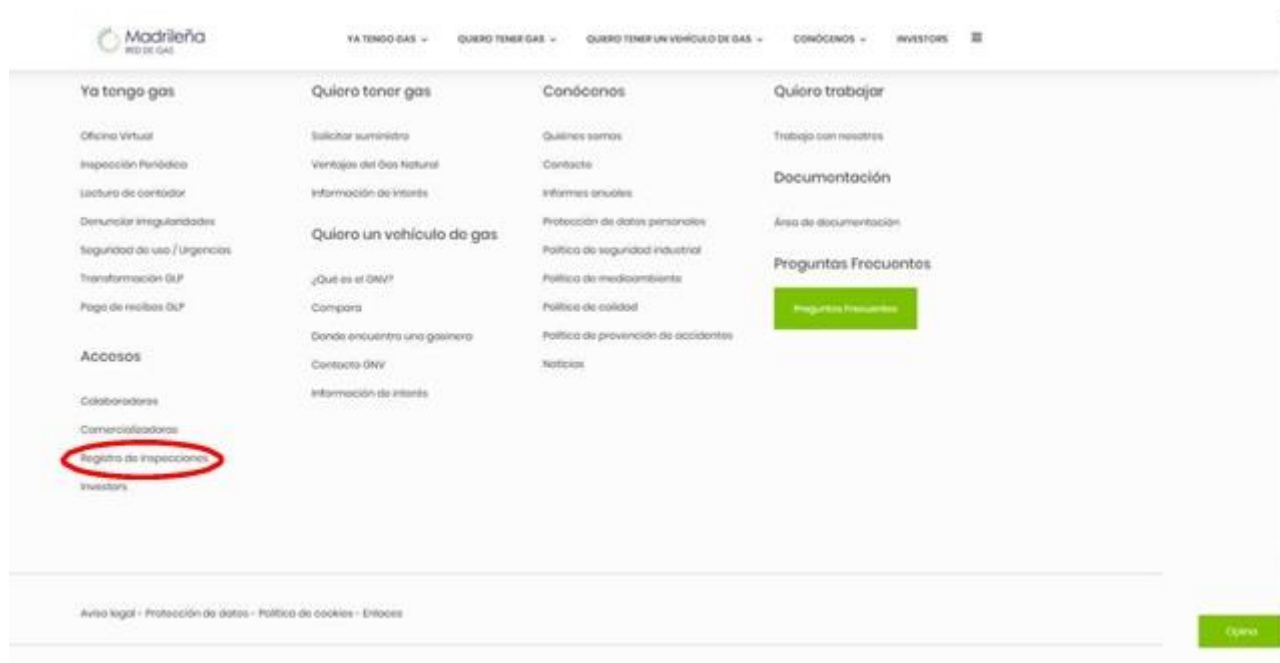 Madrileña
RED DE GAS
YA TENGO GAS
QUIERO TENER GAS
QUIERO TENER UN VEHÍCULO DE GAS
CONÓCENOS
INVESTORS
Ya tengo gas
Oficina Virtual
Inspección Periódica
Lectura de contador
Denunciar irregularidades
Seguridad de uso / Urgencias
Transformación GLP
Pago de recibos GLP
Accesos
Colaboradores
Comercializadoras
Registro de Inspecciones
Investors
Quiero tener gas
Solicitar suministro
Ventajas del Gas Natural
Información de interés
Quiero un vehículo de gas
¿Qué es el GNV?
Compara
Donde encuentro una gasinera
Contacto GNV
Información de interés
Conócenos
Quiénes somos
Contacto
Informes anuales
Protección de datos personales
Política de seguridad industrial
Política de medioambiente
Política de calidad
Política de prevención de accidentes
Noticias
Quiero trabajar
Trabaja con nosotros
Documentación
Área de documentación
Preguntas Frecuentes
Preguntas Frecuentes
Aviso legal - Protección de datos - Política de cookies - Enlaces
Opina